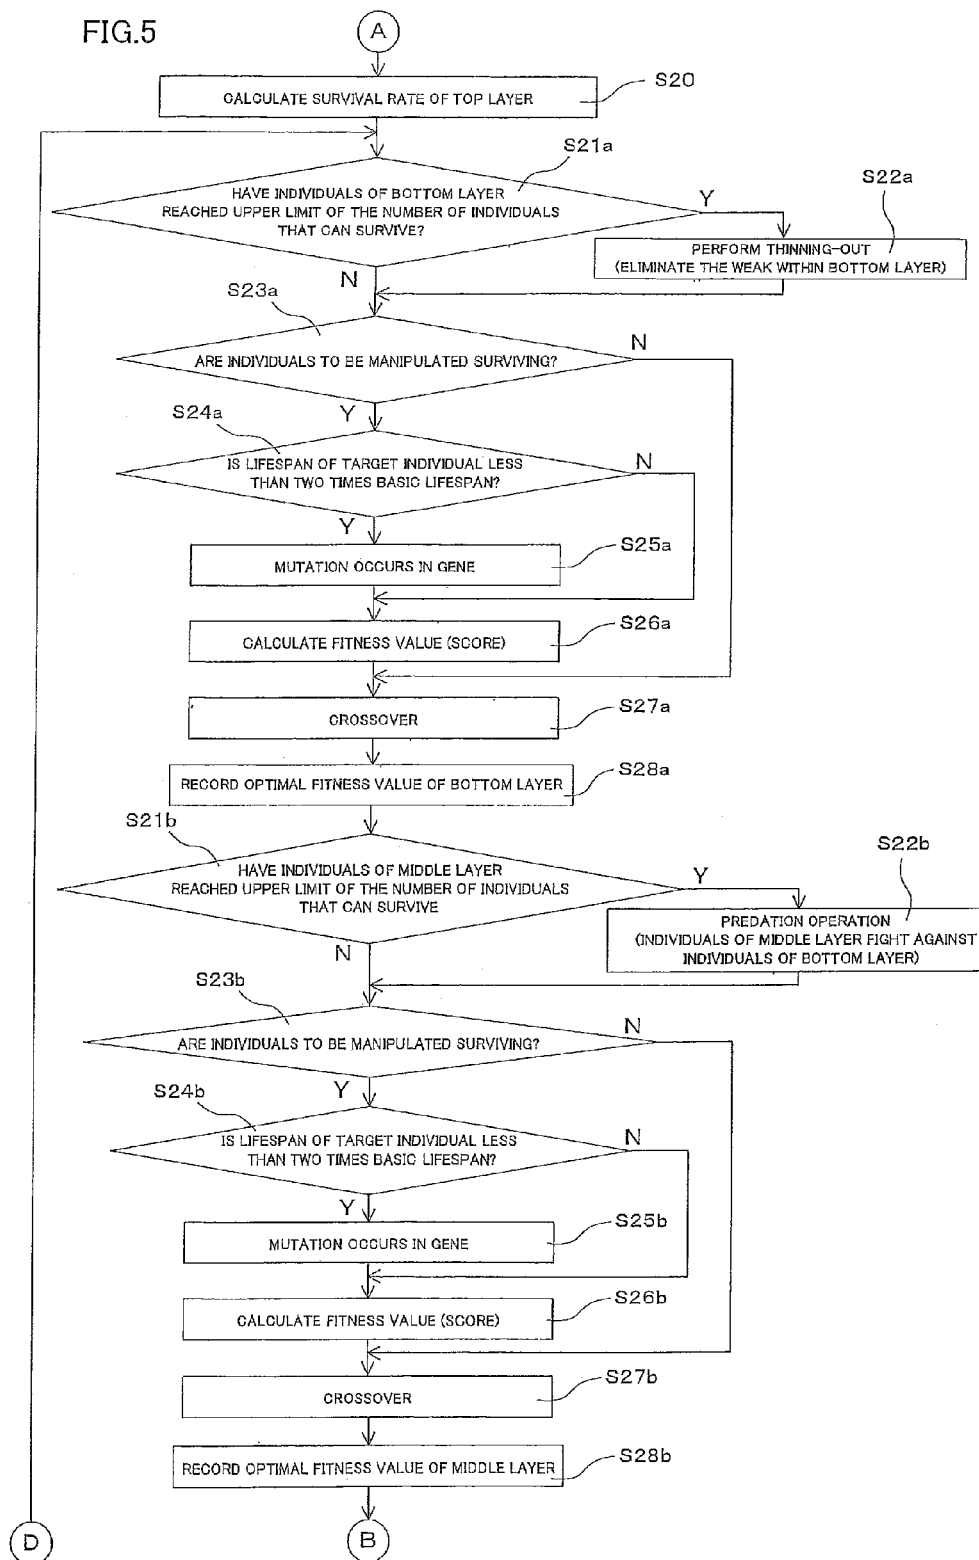 FIG.5
A
CALCULATE SURVIVAL RATE OF TOP LAYER
S20
S21a
HAVE INDIVIDUALS OF BOTTOM LAYER
REACHED UPPER LIMIT OF THE NUMBER OF INDIVIDUALS
THAT CAN SURVIVE?
Y
S22a
PERFORM THINNING-OUT
(ELIMINATE THE WEAK WITHIN BOTTOM LAYER)
N
S23a
ARE INDIVIDUALS TO BE MANIPULATED SURVIVING?
N
Y
S24a
IS LIFESPAN OF TARGET INDIVIDUAL LESS
THAN TWO TIMES BASIC LIFESPAN?
N
Y
S25a
MUTATION OCCURS IN GENE
S26a
CALCULATE FITNESS VALUE (SCORE)
S27a
CROSSOVER
S28a
RECORD OPTIMAL FITNESS VALUE OF BOTTOM LAYER
S21b
HAVE INDIVIDUALS OF MIDDLE LAYER
REACHED UPPER LIMIT OF THE NUMBER OF INDIVIDUALS
THAT CAN SURVIVE
Y
S22b
PREDATION OPERATION
(INDIVIDUALS OF MIDDLE LAYER FIGHT AGAINST
INDIVIDUALS OF BOTTOM LAYER)
N
S23b
ARE INDIVIDUALS TO BE MANIPULATED SURVIVING?
N
Y
S24b
IS LIFESPAN OF TARGET INDIVIDUAL LESS
THAN TWO TIMES BASIC LIFESPAN?
N
Y
S25b
MUTATION OCCURS IN GENE
S26b
CALCULATE FITNESS VALUE (SCORE)
S27b
CROSSOVER
S28b
RECORD OPTIMAL FITNESS VALUE OF MIDDLE LAYER
D
B